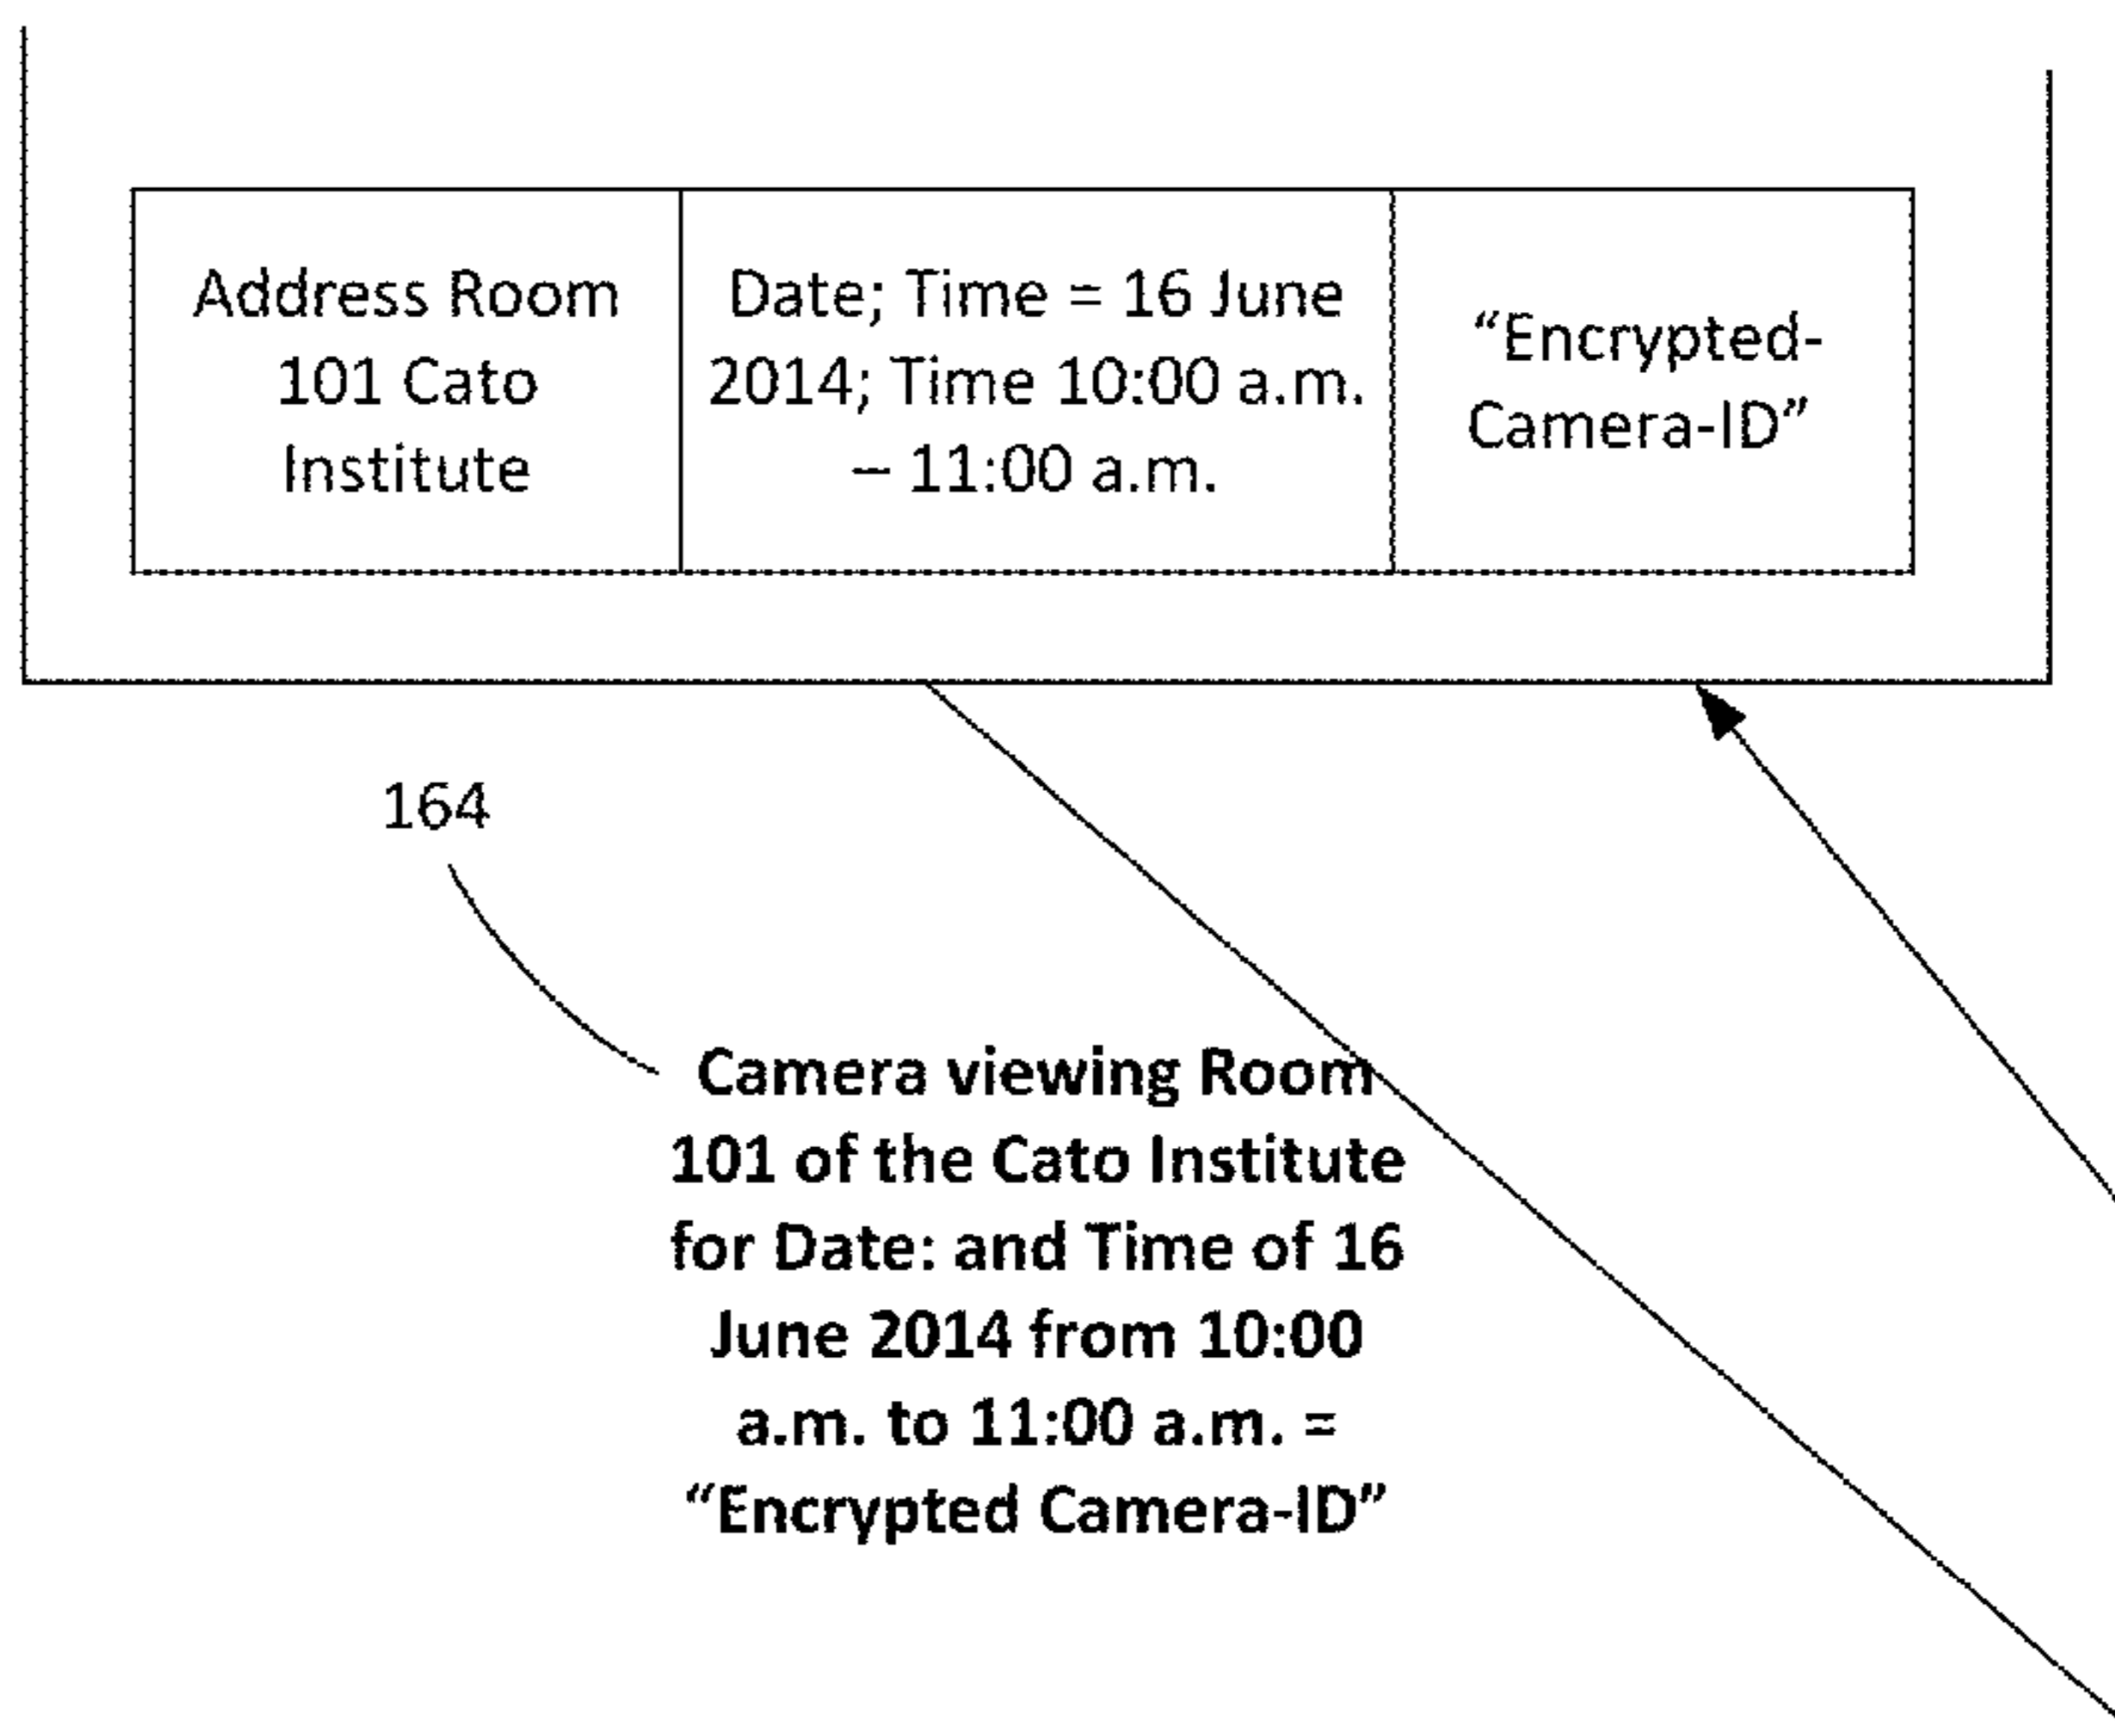 Address Room
101 Cato
Institute
Date; Time = 16 June
2014; Time 10:00 a.m.
– 11:00 a.m.
“Encrypted-
Camera-ID”
164
Camera viewing Room
101 of the Cato Institute
for Date: and Time of 16
June 2014 from 10:00
a.m. to 11:00 a.m. =
“Encrypted Camera-ID”